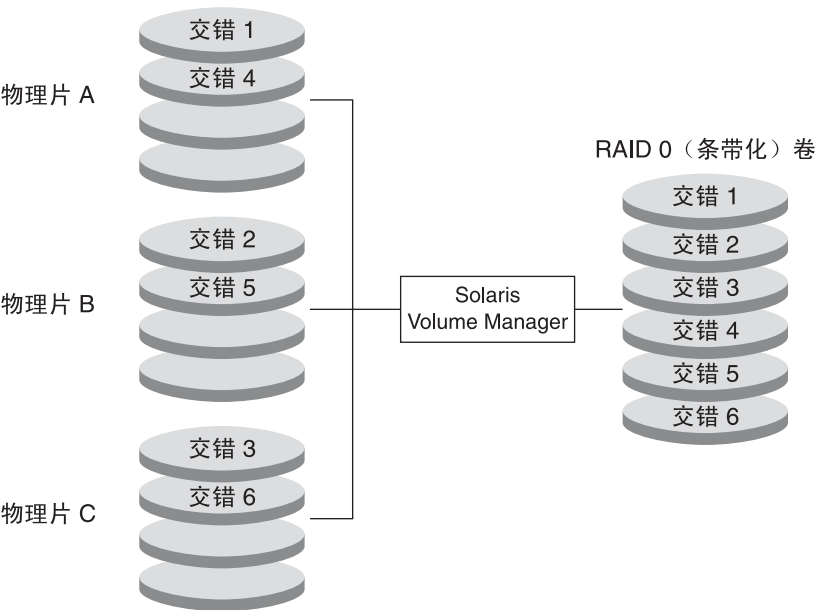 交错 1
交错 4
物理片 A
交错 2
交错 5
物理片 B
交错 3
交错 6
物理片 C
Solaris
Volume Manager
RAID 0（条带化）卷
交错 1
交错 2
交错 3
交错 4
交错 5
交错 6